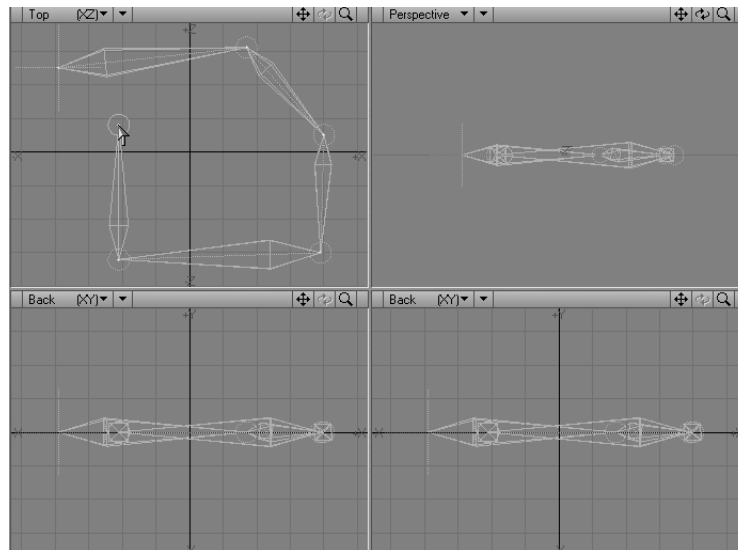 Top (XZ)
Perspective
+Z
-X
+X
-Z
Back (XY)
Back (XY)
+Y
+Y
-X
-X